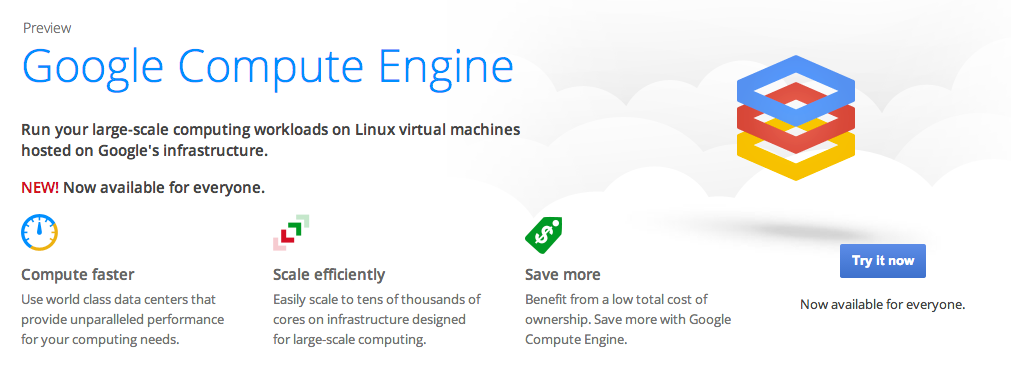 Preview
Google Compute Engine
Run your large-scale computing workloads on Linux virtual machines
hosted on Google's infrastructure.
NEW! Now available for everyone.
Compute faster
Use world class data centers that
provide unparalleled performance
for your computing needs.
Scale efficiently
Easily scale to tens of thousands of
cores on infrastructure designed
for large-scale computing.
$
Save more
Benefit from a low total cost of
ownership. Save more with Google
Compute Engine.
Try it now
Now available for everyone.